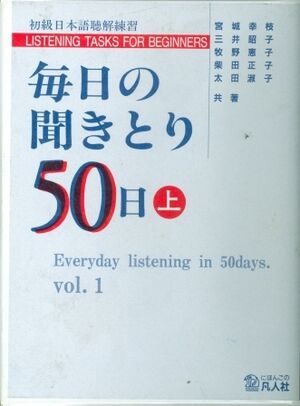 初級日本語聴解練習
LISTENING TASKS FOR BEGINNERS
毎日の
聞きとり
50日上
Everyday listening in 50days.
vol. 1
宮城幸枝
三井昭子
牧野恵子
柴田正子
太田淑子
共著
にほんごの
凡人社